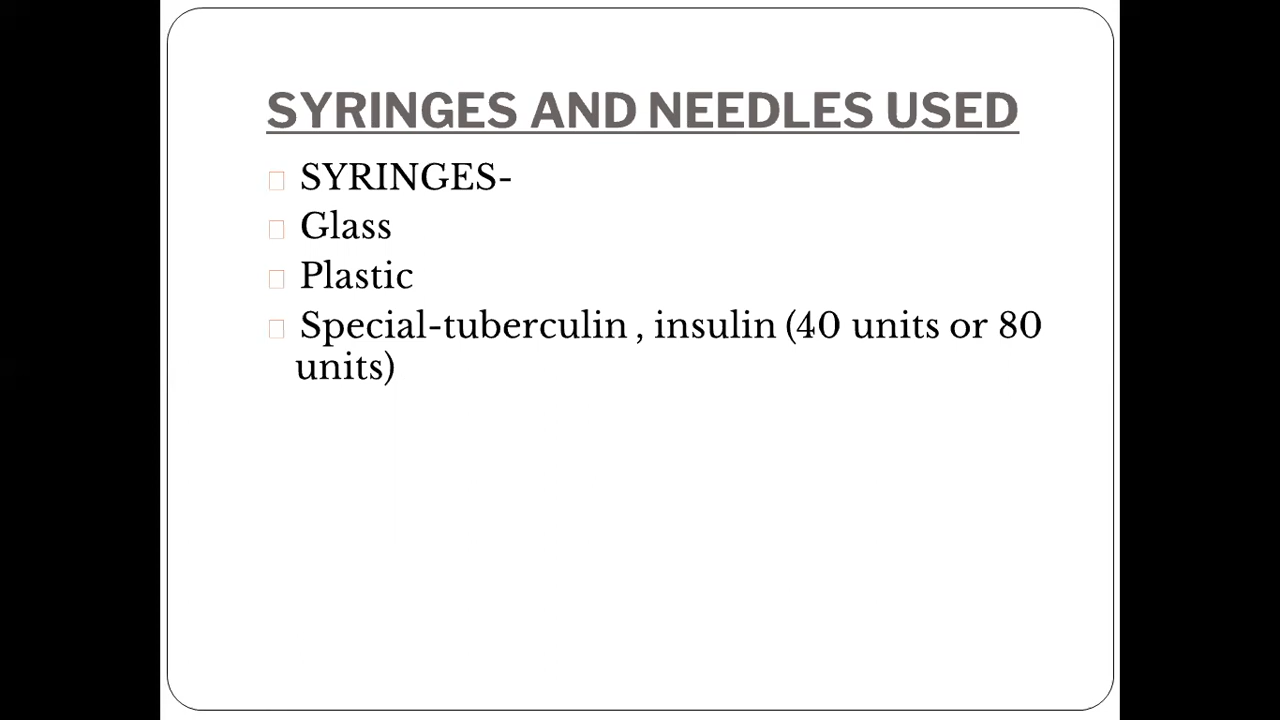 SYRINGES AND NEEDLES USED
SYRINGES-
Glass
Plastic
Special-tuberculin , insulin (40 units or 80
units)